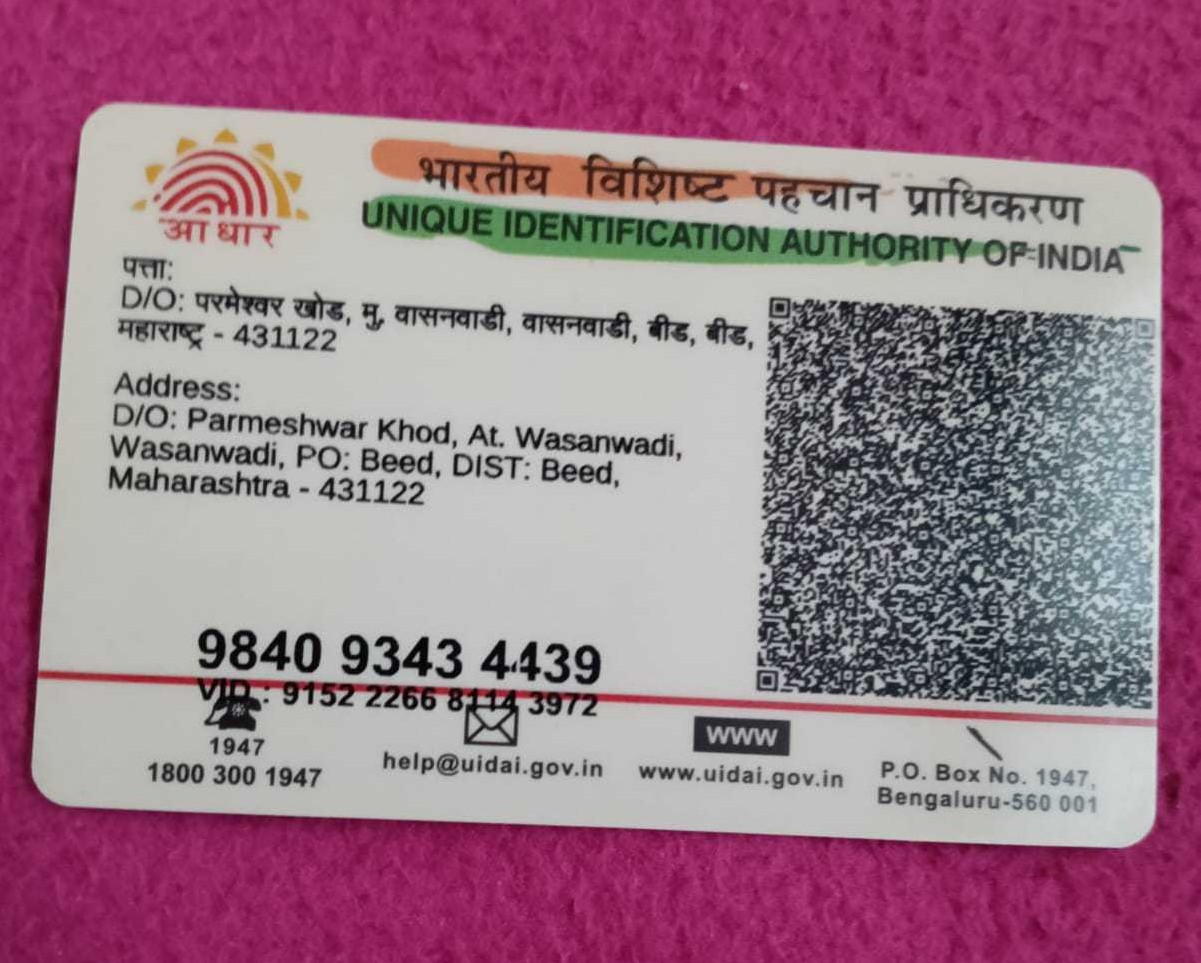 आधार
भारतीय विशिष्ट पहचान प्राधिकरण
UNIQUE IDENTIFICATION AUTHORITY OF INDIA
पत्ता:
D/O: परमेश्वर खोड, मु, वासनवाडी, वासनवाडी, बीड, बीड,
महाराष्ट्र - 431122
Address:
D/O: Parmeshwar Khod, At. Wasanwadi,
Wasanwadi, PO: Beed, DIST: Beed,
Maharashtra - 431122
9840 9343 4439
VID : 9152 2266 8114 3972
1947
1800 300 1947
help@uidai.gov.in
www
www.uidai.gov.in
P.O. Box No. 1947,
Bengaluru-560 001